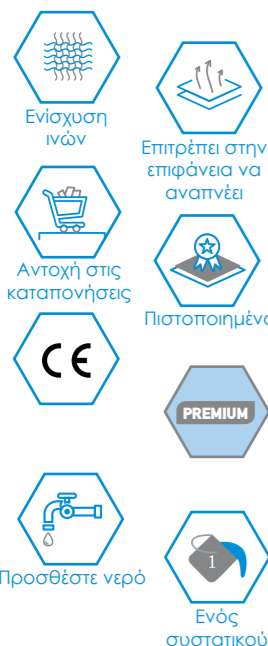 Ενίσχυση
ινών
Επιτρέπει στην
επιφάνεια να
αναπνέει
Αντοχή στις
καταπονήσεις
Πιστοποιημένο
CE
PREMIUM
Προσθέστε νερό
1
Ενός
συστατικού